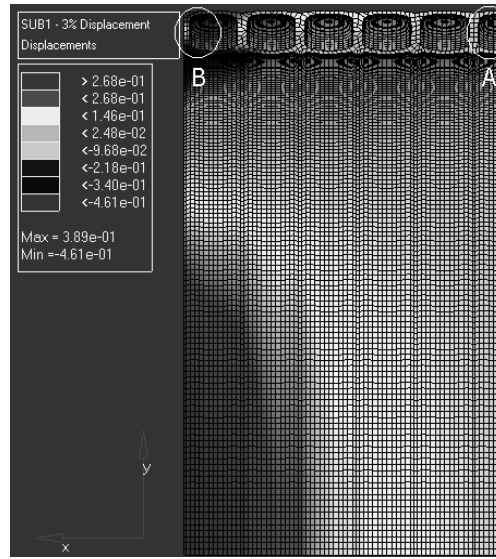 SUB1 - 3% Displacement
Displacements
> 2.68e-01
< 2.68e-01
< 1.46e-01
< 2.48e-02
<-9.68e-02
<-2.18e-01
<-3.40e-01
<-4.61e-01
Max = 3.89e-01
Min =-4.61e-01
B
A
y
x